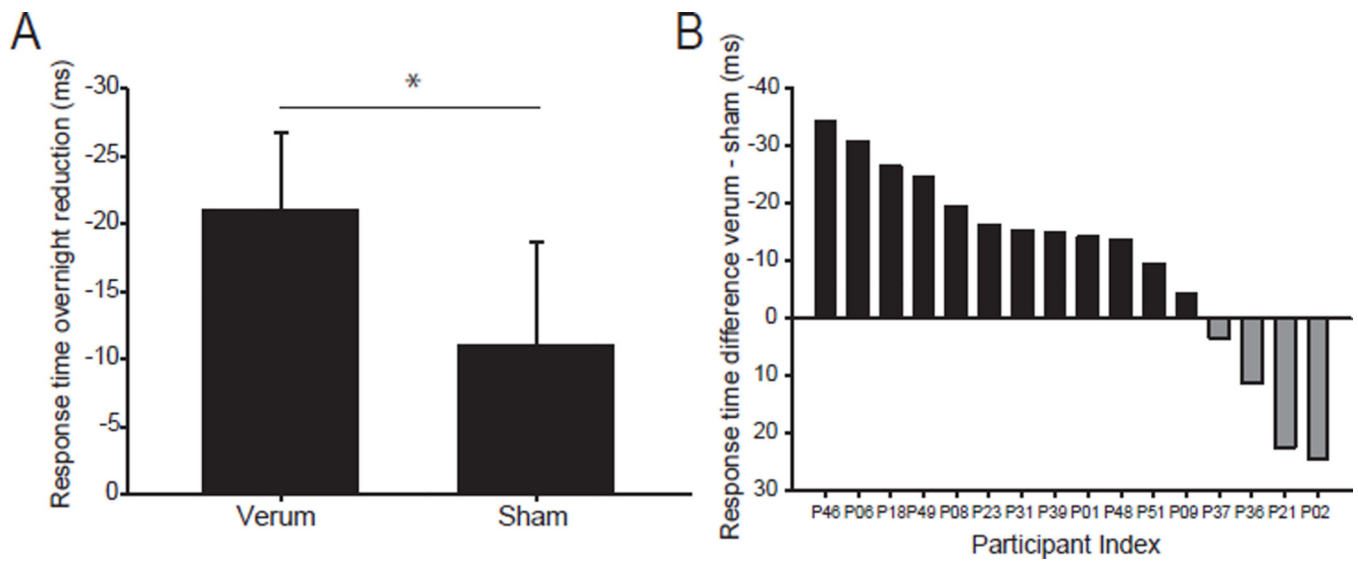 A
Response time overnight reduction (ms)
-30
-25
-20
-15
-10
-5
0
*
Verum Sham
B
Response time difference verum - sham (ms)
-40
-30
-20
-10
0
10
20
30
P46 P06 P18 P49 P08 P23 P31 P39 P01 P48 P51 P09 P37 P36 P21 P02
Participant Index